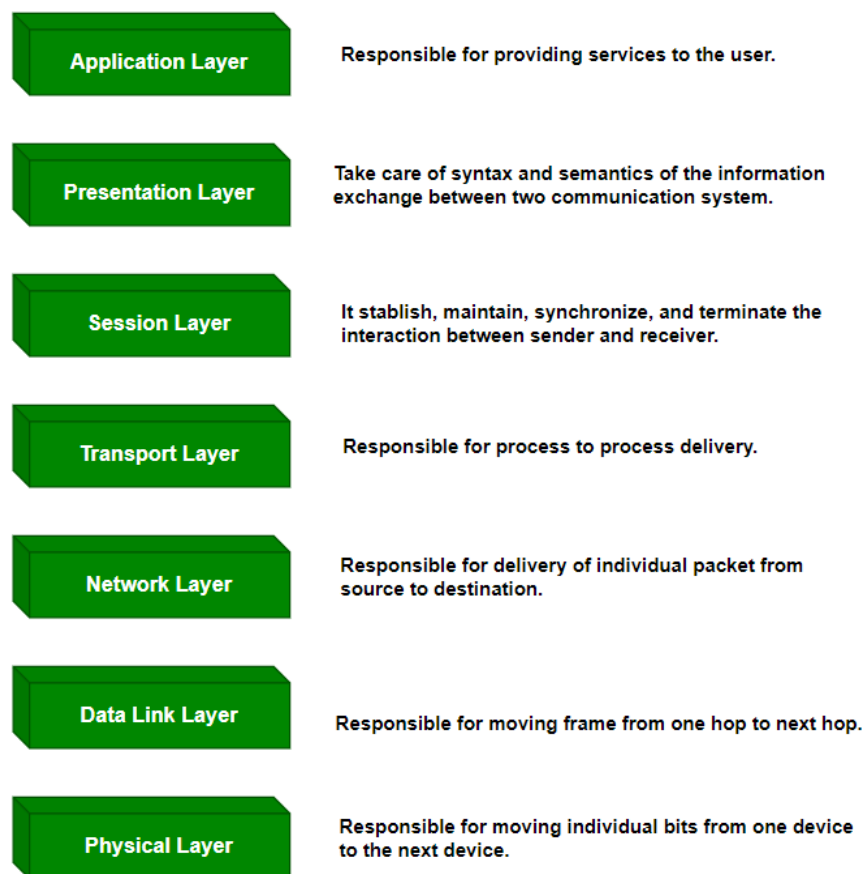 Application Layer
Responsible for providing services to the user.
Presentation Layer
Take care of syntax and semantics of the information
exchange between two communication system.
Session Layer
It stablish, maintain, synchronize, and terminate the
interaction between sender and receiver.
Transport Layer
Responsible for process to process delivery.
Network Layer
Responsible for delivery of individual packet from
source to destination.
Data Link Layer
Responsible for moving frame from one hop to next hop.
Physical Layer
Responsible for moving individual bits from one device
to the next device.